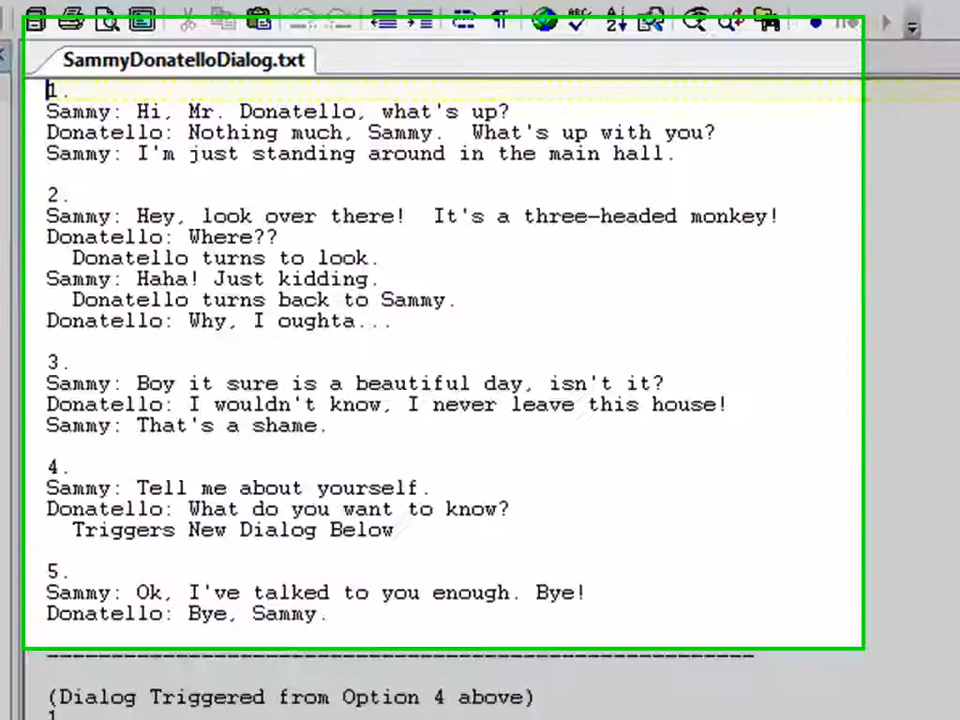 SammyDonatelloDialog.txt
1.
Sammy: Hi, Mr. Donatello, what's up?
Donatello: Nothing much, Sammy.  What's up with you?
Sammy: I'm just standing around in the main hall.
2.
Sammy: Hey, look over there!  It's a three-headed monkey!
Donatello: Where??
Donatello turns to look.
Sammy: Haha! Just kidding.
Donatello turns back to Sammy.
Donatello: Why, I oughta...
3.
Sammy: Boy it sure is a beautiful day, isn't it?
Donatello: I wouldn't know, I never leave this house!
Sammy: That's a shame.
4.
Sammy: Tell me about yourself.
Donatello: What do you want to know?
Triggers New Dialog Below
5.
Sammy: Ok, I've talked to you enough. Bye!
Donatello: Bye, Sammy.
(Dialog Triggered from Option 4 above)